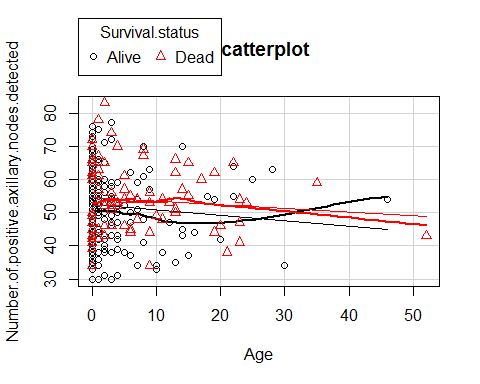 Survival.status
Alive Dead
catterplot
Number.of.positive.axillary.nodes.detected
80
70
60
50
40
30
0 10 20 30 40 50
Age